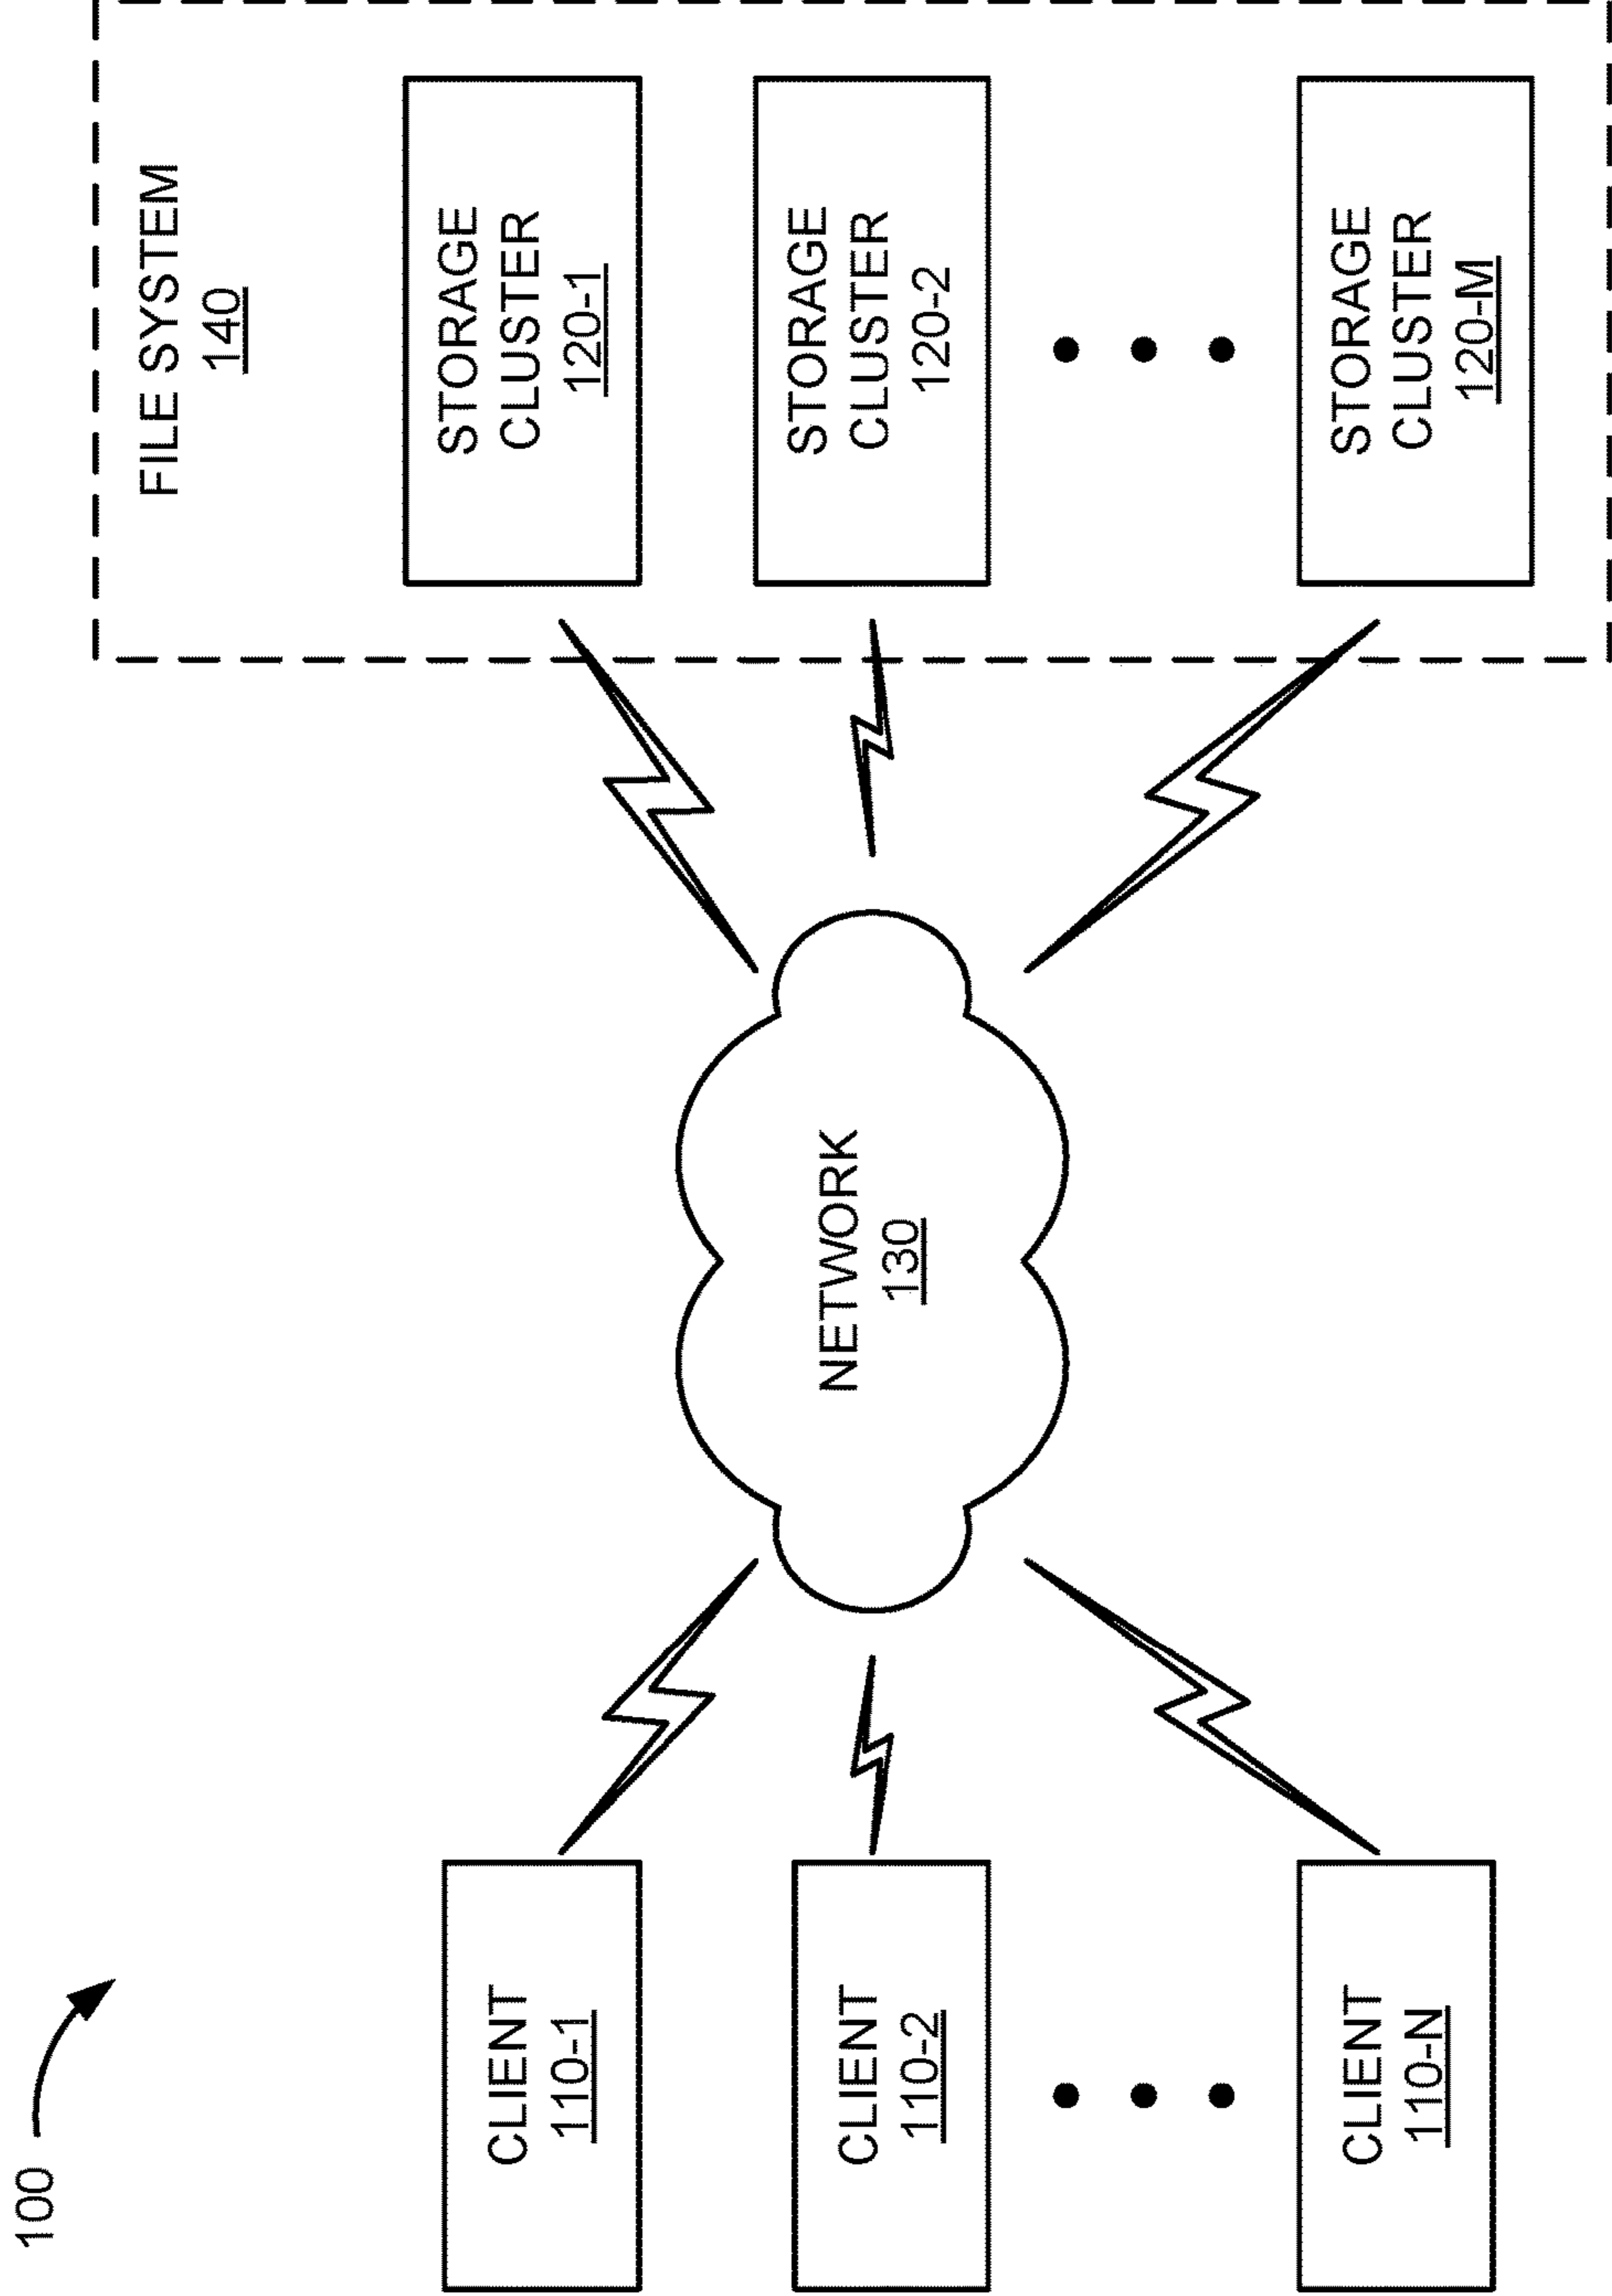 100
CLIENT
110-1
CLIENT
110-2
CLIENT
110-N
NETWORK
130
FILE SYSTEM
140
STORAGE
CLUSTER
120-1
STORAGE
CLUSTER
120-2
STORAGE
CLUSTER
120-M